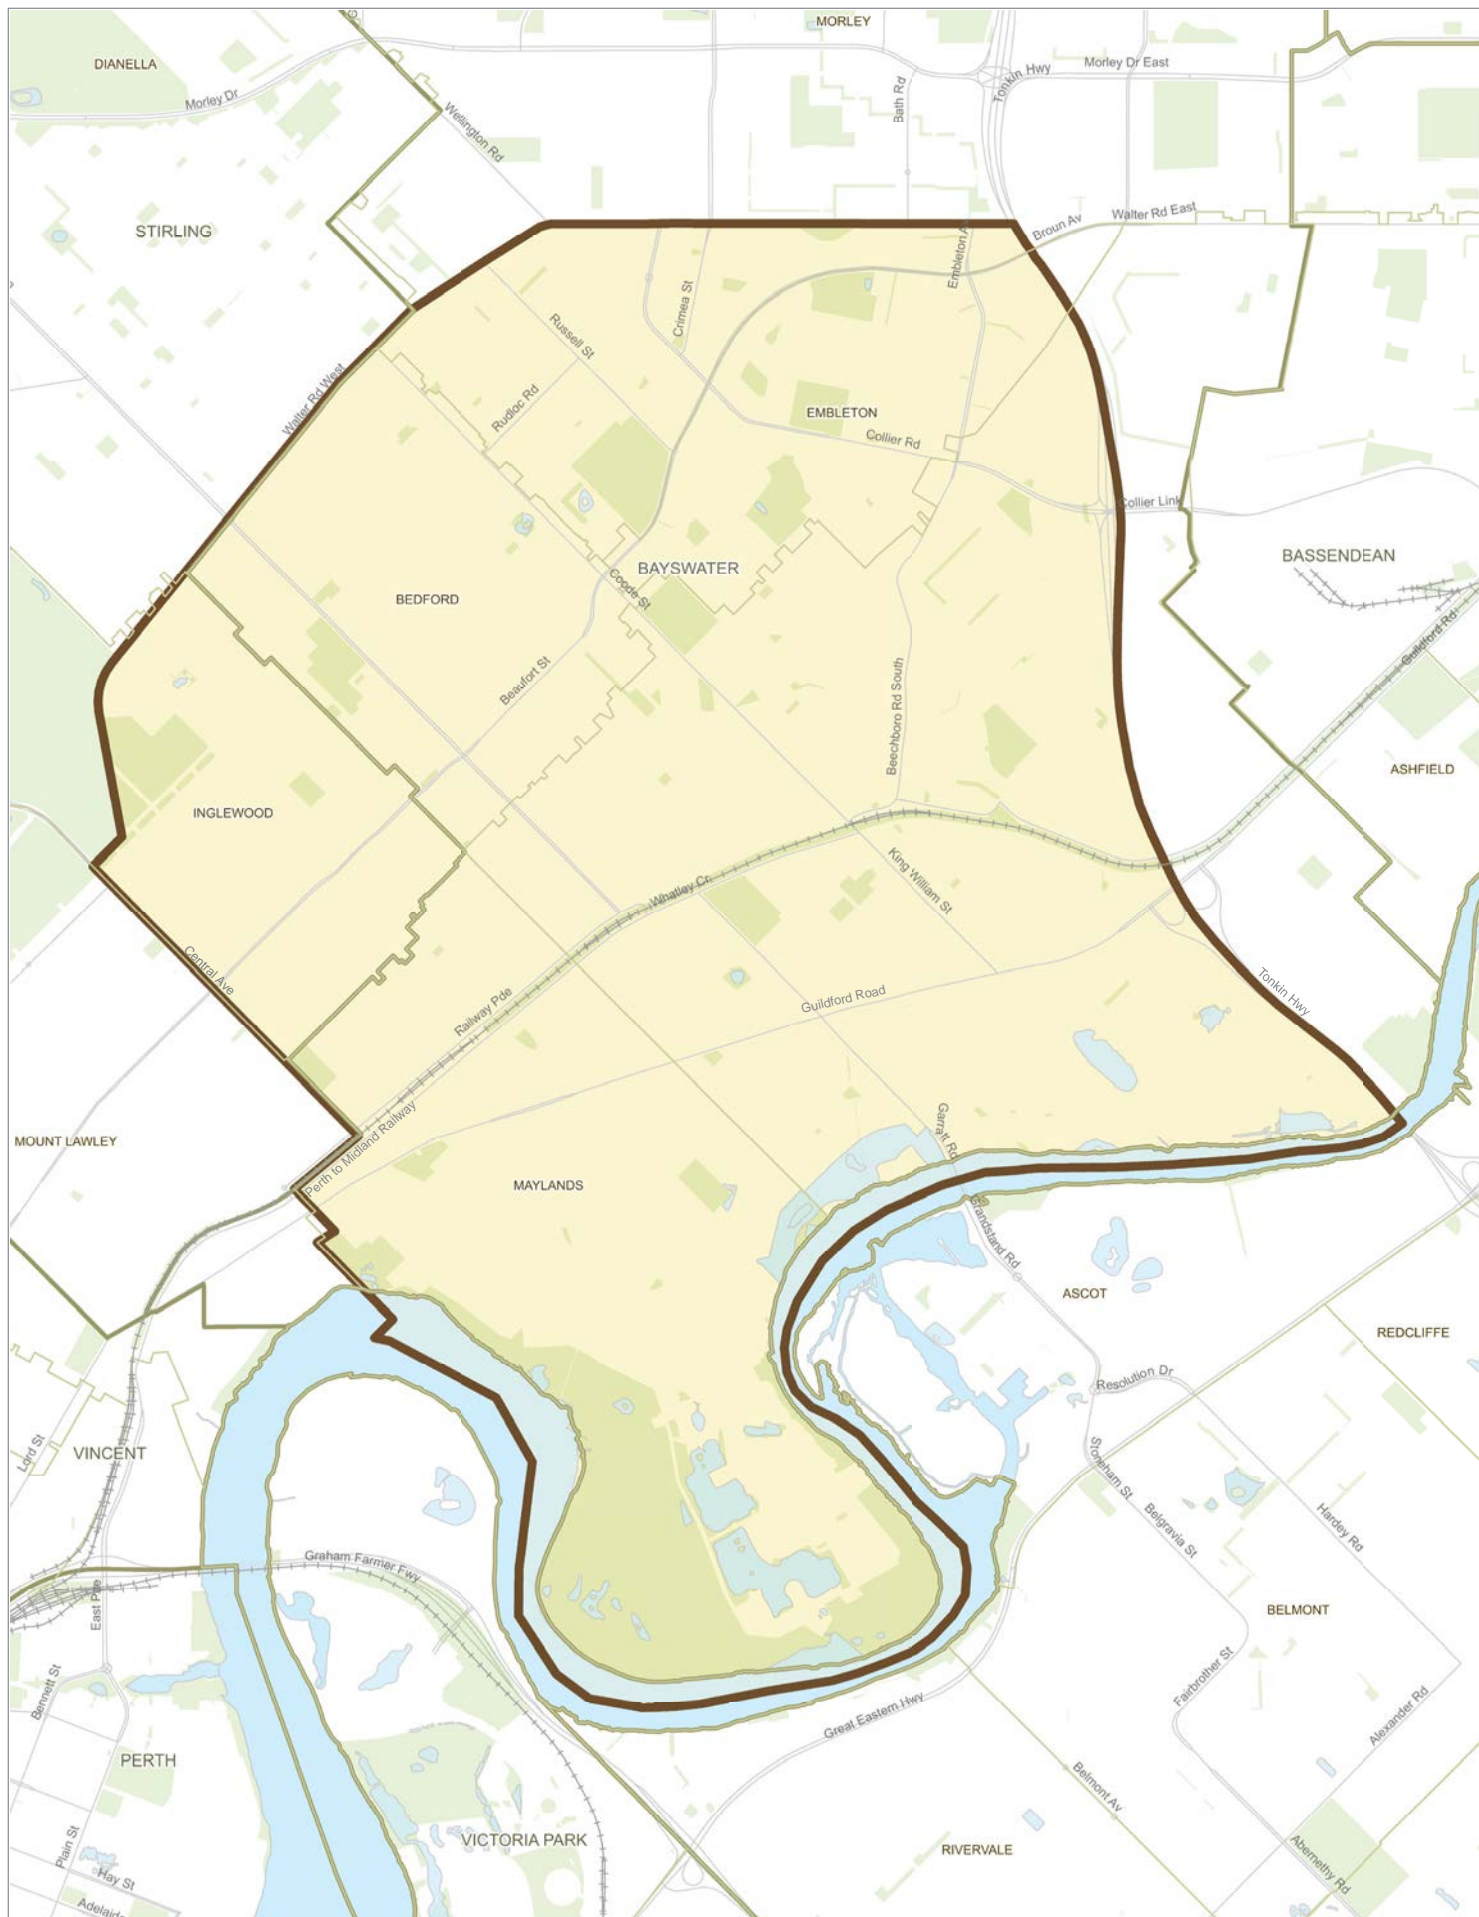 MORLEY
DIANELLA
Morley Dr
Wellington Rd
Bath Rd
Tonkin Hwy
Morley Dr East
STIRLING
Broun Av
Walter Rd East
Crimea St
Russell St
Rudloc Rd
Walter Rd West
EMBLETON
Collier Rd
Collier Link
BASSENDEAN
BAYSWATER
Coode St
BEDFORD
Guildford Rd
Beaufort St
Beechboro Rd South
ASHFIELD
INGLEWOOD
King William St
Whatley Cr
Central Ave
Railway Pde
Guildford Road
Tonkin Hwy
Perth to Midland Railway
Garratt Rd
MOUNT LAWLEY
MAYLANDS
Grandstand Rd
ASCOT
REDCLIFFE
Resolution Dr
Lord St
VINCENT
Stoneham St
Belgravia St
Hardey Rd
Graham Farmer Fwy
East Pde
BELMONT
Bennett St
Fairbrother St
Alexander Rd
Great Eastern Hwy
PERTH
Belmont Av
VICTORIA PARK
RIVERVALE
Plain St
Hay St
Abernethy Rd